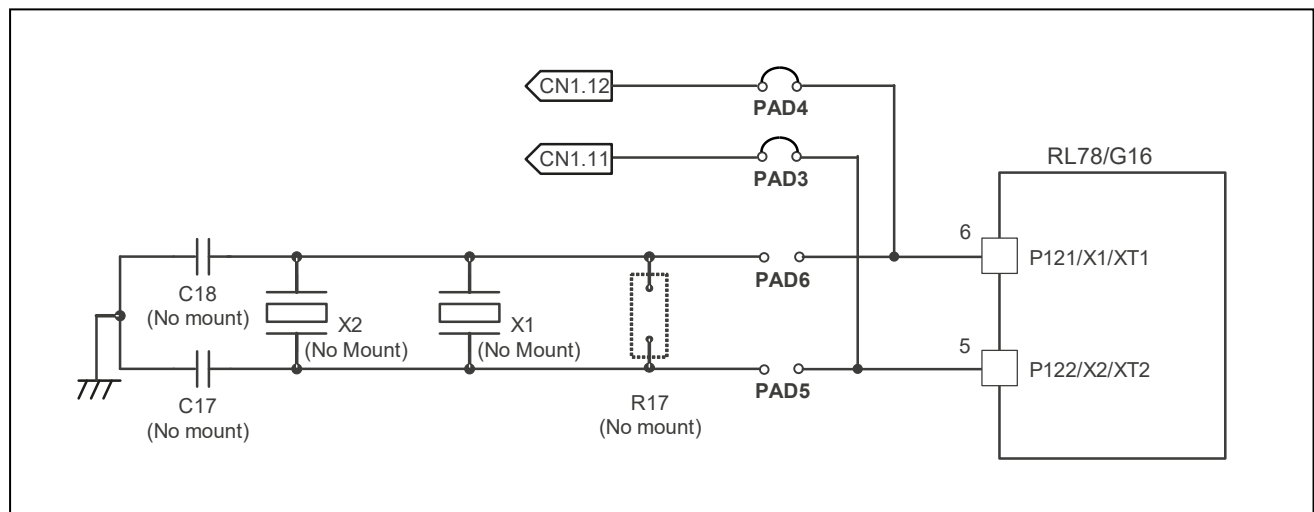 CN1.12
PAD4
CN1.11
PAD3
RL78/G16
6
P121/X1/XT1
PAD6
C18
(No mount)
X2
(No Mount)
X1
(No Mount)
5
P122/X2/XT2
PAD5
C17
(No mount)
R17
(No mount)